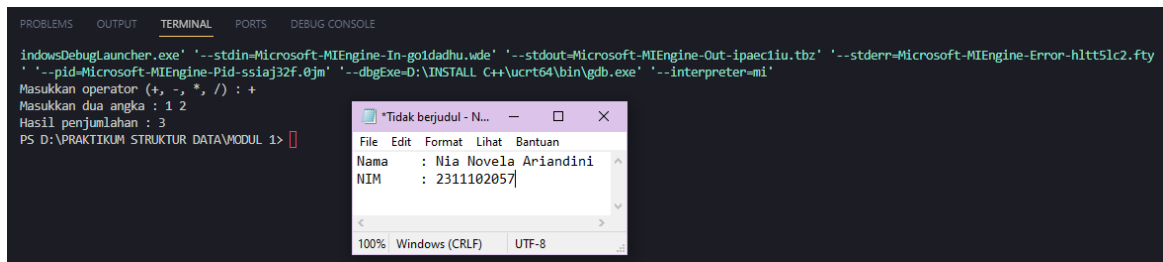 PROBLEMS OUTPUT TERMINAL PORTS DEBUG CONSOLE
indowsDebugLauncher.exe' '--stdin=Microsoft-MIEngine-In-go1dadhu.wde' '--stdout=Microsoft-MIEngine-Out-ipaec1iu.tbz' '--stderr=Microsoft-MIEngine-Error-hltt5lc2.fty
' '--pid=Microsoft-MIEngine-Pid-ssiaj32f.0jm' '--dbgExe=D:\INSTALL C++\ucrt64\bin\gdb.exe' '--interpreter=mi'
Masukkan operator (+, -, *, /) : +
Masukkan dua angka : 1 2
Hasil penjumlahan : 3
PS D:\PRAKTIKUM STRUKTUR DATA\MODUL 1>
*Tidak berjudul - N...
File Edit Format Lihat Bantuan
Nama : Nia Novela Ariandini
NIM : 2311102057
100% Windows (CRLF) UTF-8